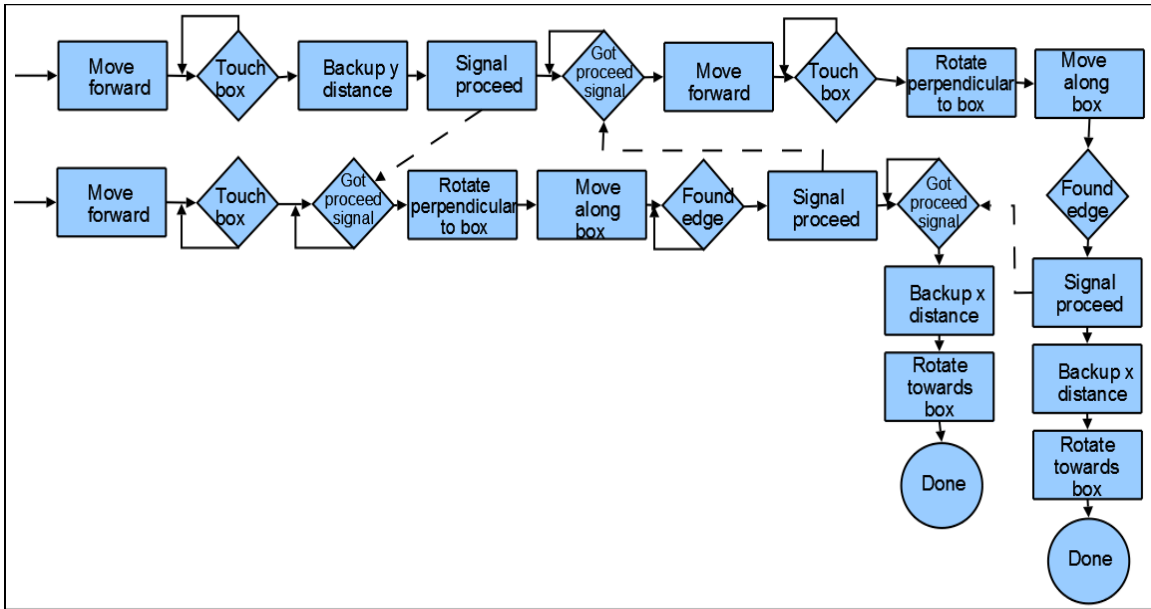 Move
forward
Touch
box
Backup y
distance
Signal
proceed
Got
proceed
signal
Move
forward
Touch
box
Rotate
perpendicular
to box
Move
along
box
Move
forward
Touch
box
Got
proceed
signal
Rotate
perpendicular
to box
Move
along
box
Found
edge
Signal
proceed
Got
proceed
signal
Found
edge
Backup x
distance
Signal
proceed
Rotate
towards
box
Backup x
distance
Done
Rotate
towards
box
Done